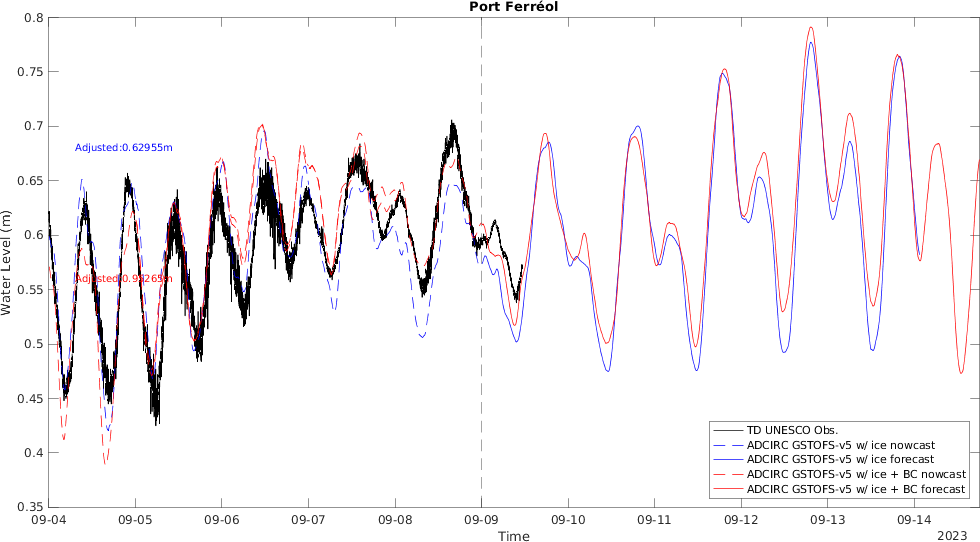 Port Ferréol
Water Level (m)
0.8
0.75
0.7
0.65
0.6
0.55
0.5
0.45
0.4
0.35
Adjusted:0.62955m
TD UNESCO Obs.
ADCIRC GSTOFS-v5 w/ ice nowcast
ADCIRC GSTOFS-v5 w/ ice forecast
ADCIRC GSTOFS-v5 w/ ice + BC nowcast
ADCIRC GSTOFS-v5 w/ ice + BC forecast
09-04 09-05 09-06 09-07 09-08 09-09 09-10 09-11 09-12 09-13 09-14
Time
2023